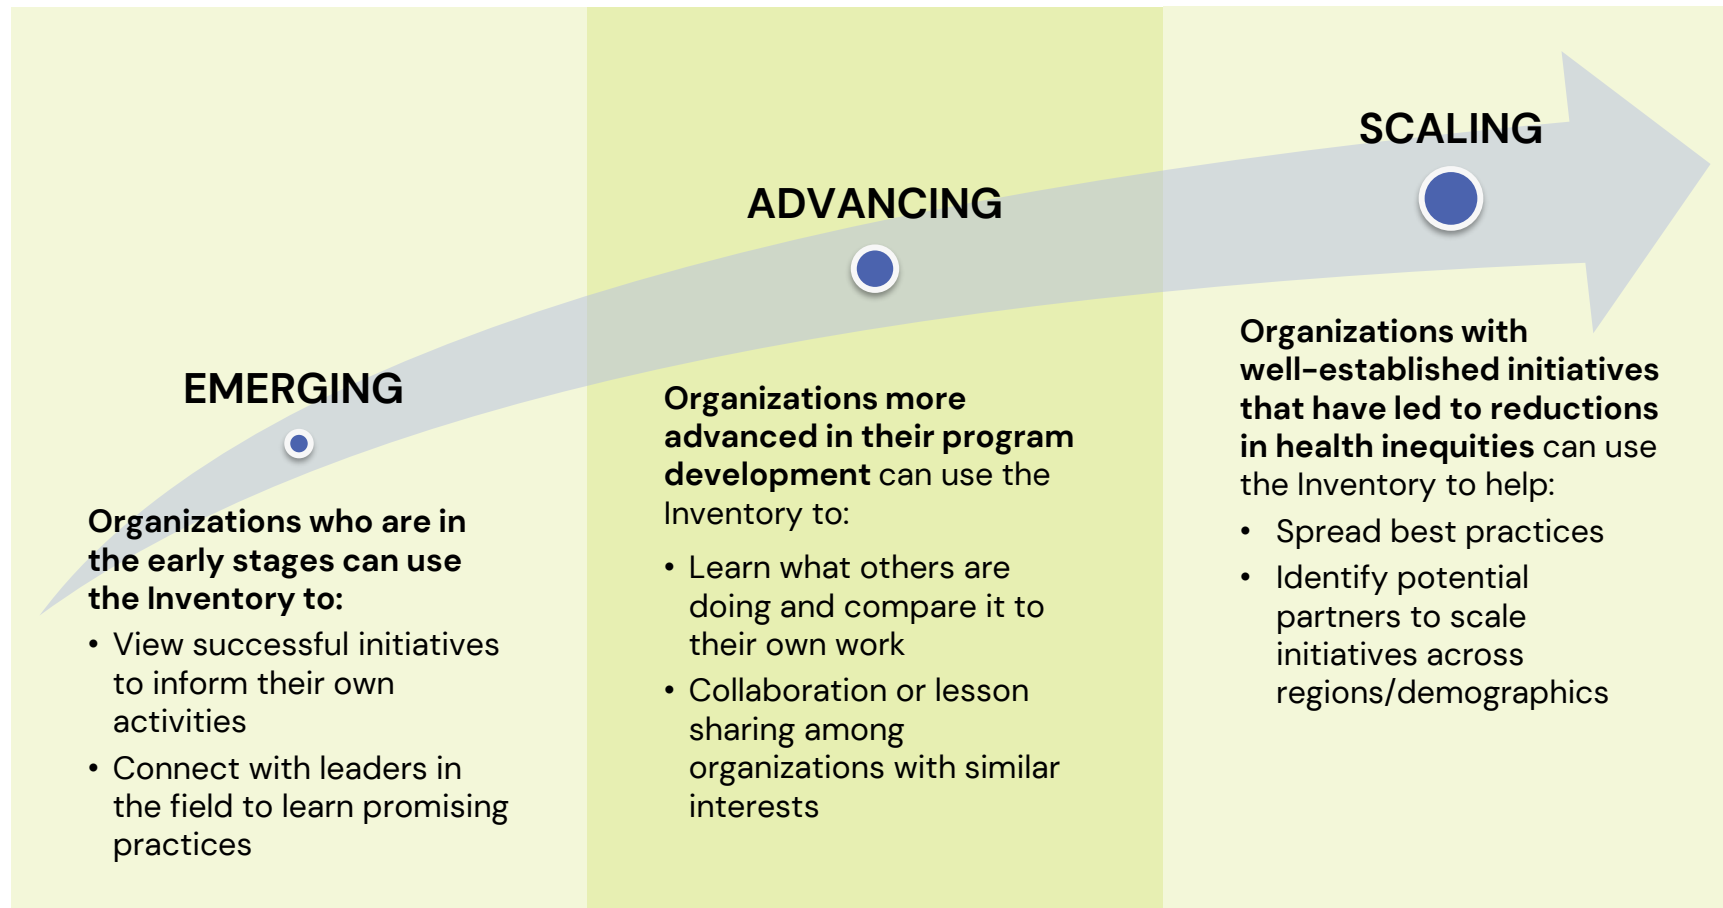 EMERGING
Organizations who are in
the early stages can use
the Inventory to:
• View successful initiatives
to inform their own
activities
• Connect with leaders in
the field to learn promising
practices
ADVANCING
Organizations more
advanced in their program
development can use the
Inventory to:
• Learn what others are
doing and compare it to
their own work
• Collaboration or lesson
sharing among
organizations with similar
interests
SCALING
Organizations with
well-established initiatives
that have led to reductions
in health inequities can use
the Inventory to help:
• Spread best practices
• Identify potential
partners to scale
initiatives across
regions/demographics